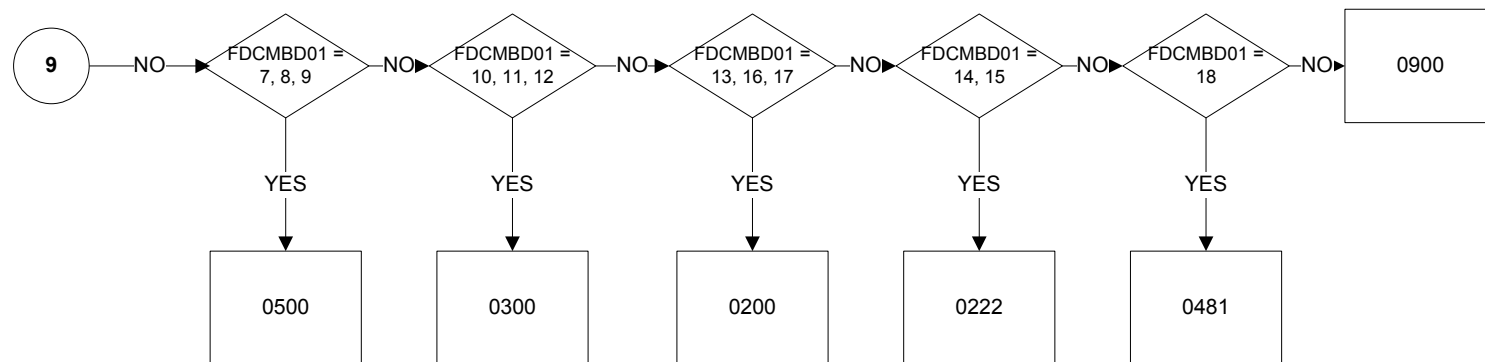 9
NO
FDCMBD01 =
7, 8, 9
NO
FDCMBD01 =
10, 11, 12
NO
FDCMBD01 =
13, 16, 17
NO
FDCMBD01 =
14, 15
NO
FDCMBD01 =
18
NO
0900
YES
YES
YES
YES
YES
0500
0300
0200
0222
0481